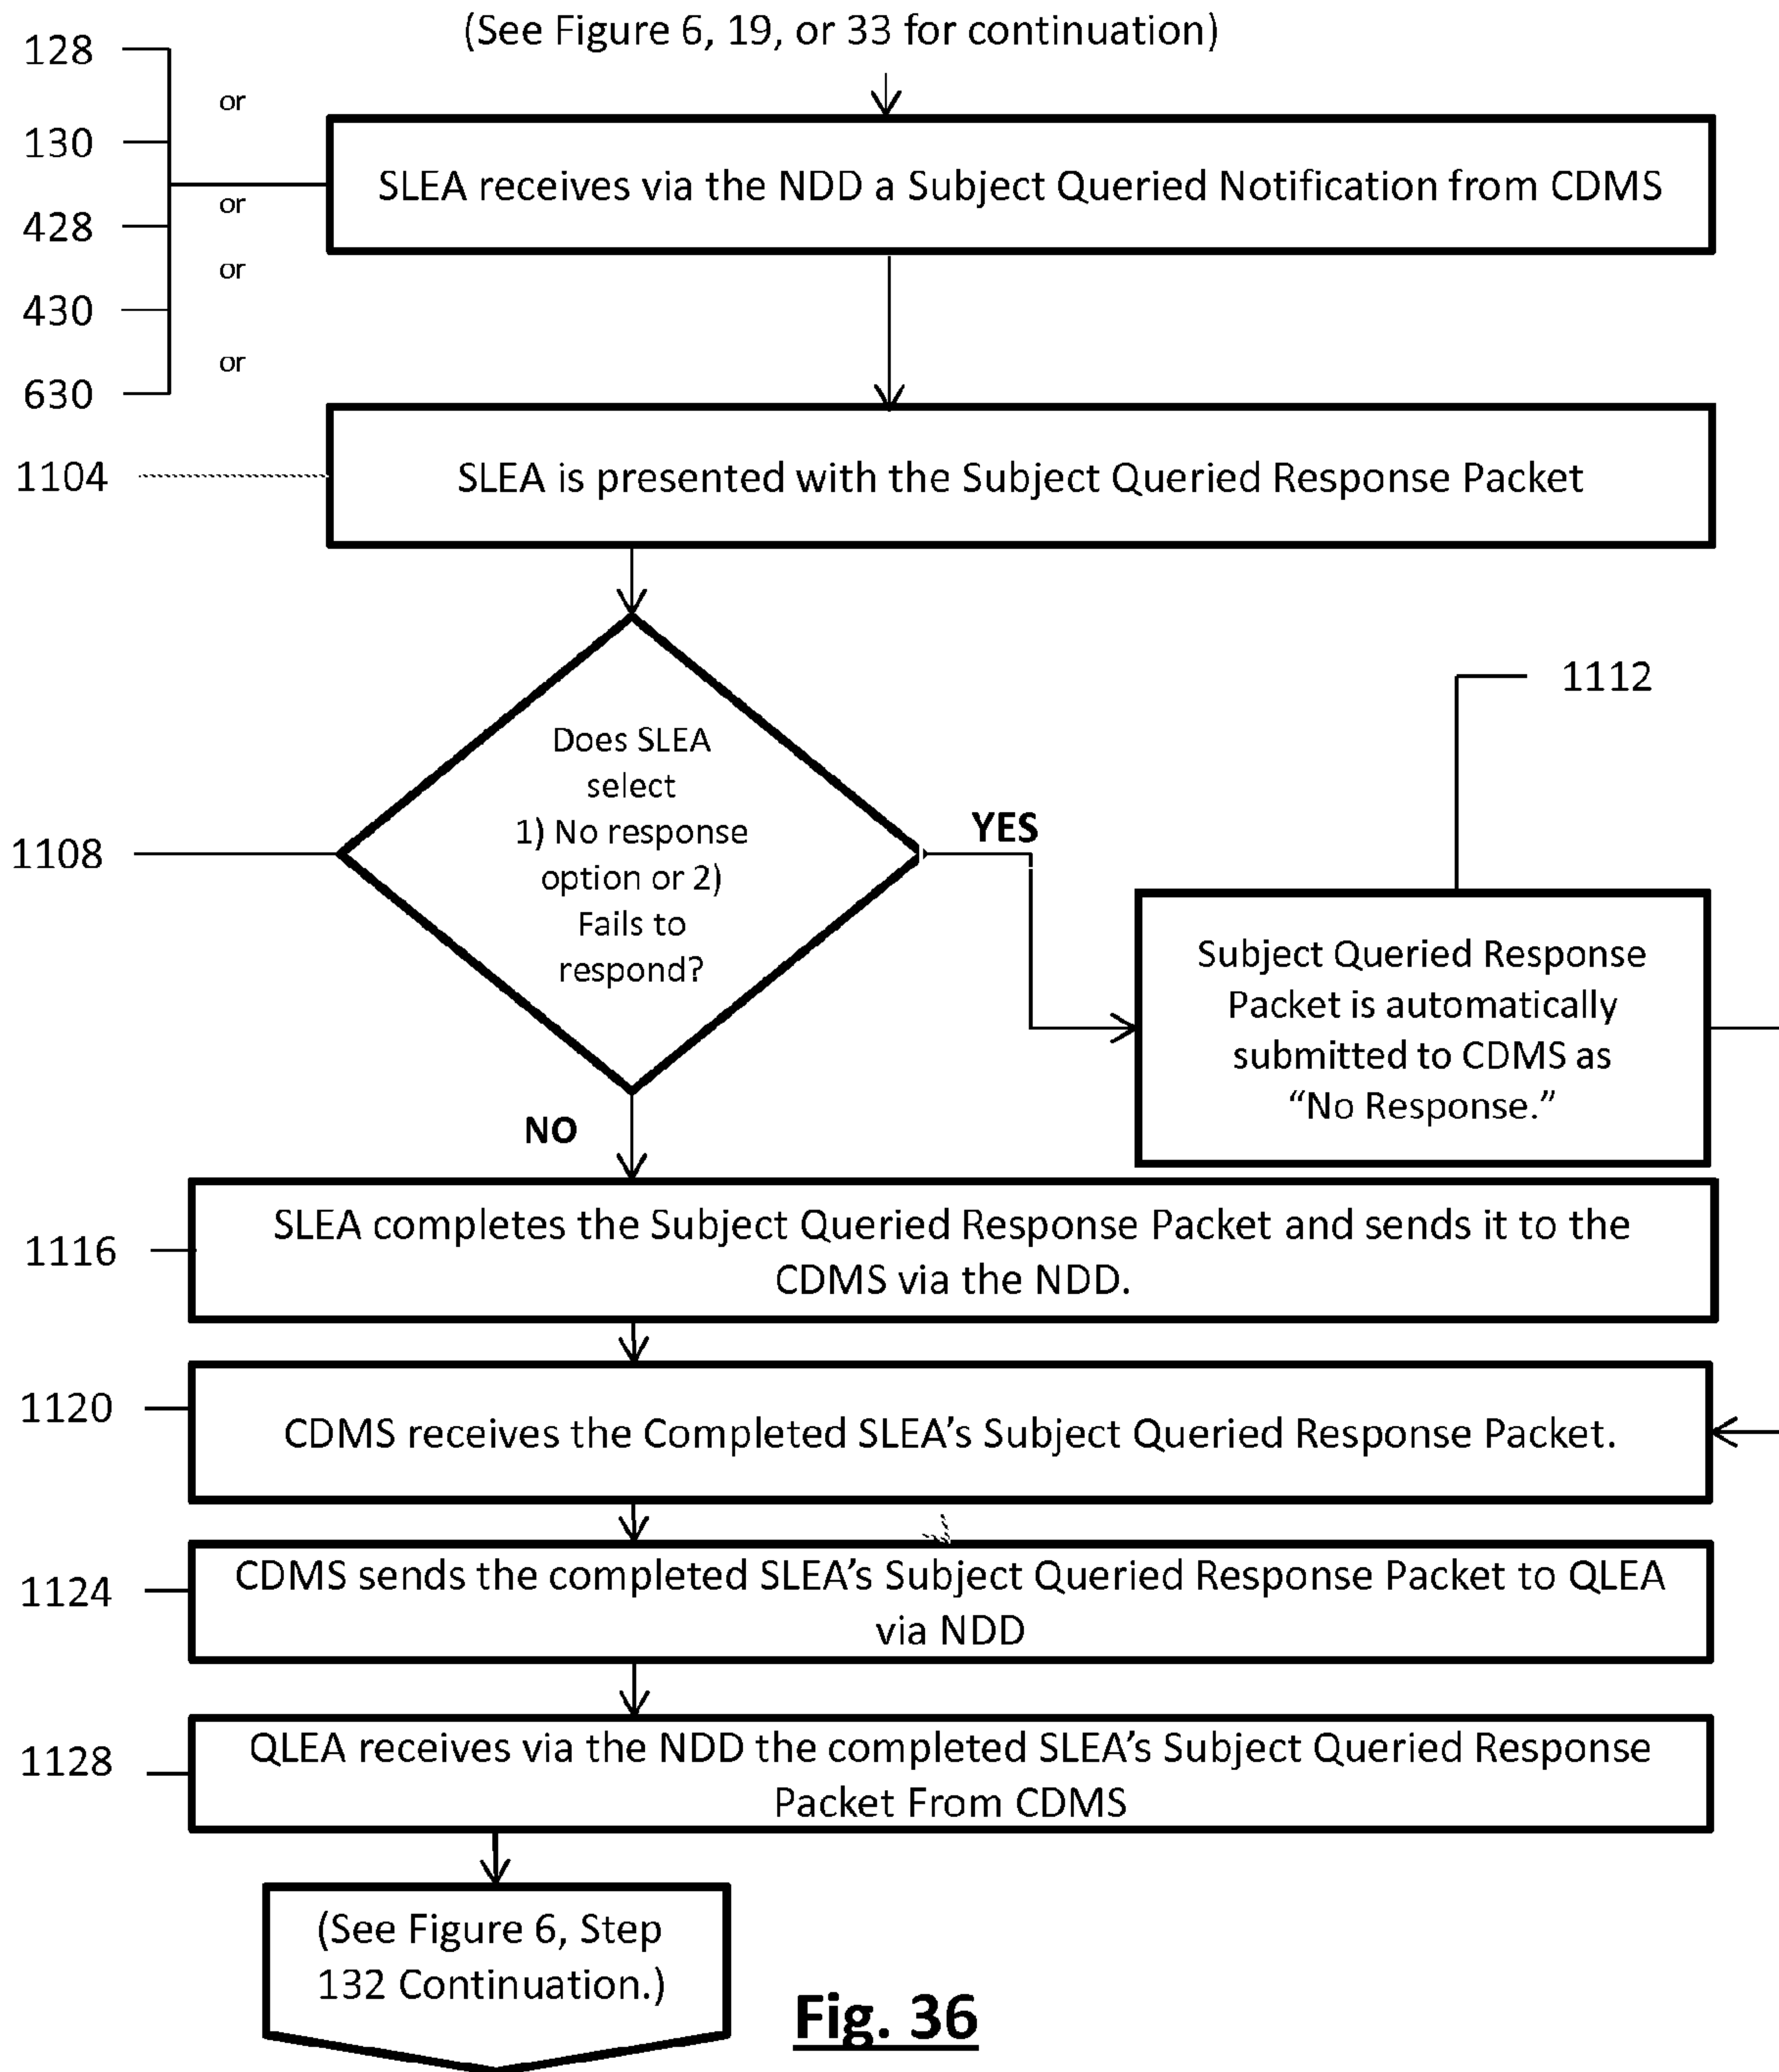 (See Figure 6, 19, or 33 for continuation)
128
or
130
SLEA receives via the NDD a Subject Queried Notification from CDMS
or
428
or
430
or
630
1104
SLEA is presented with the Subject Queried Response Packet
1112
Does SLEA
select
1) No response
option or 2)
Fails to
respond?
1108
YES
Subject Queried Response
Packet is automatically
submitted to CDMS as
“No Response.”
NO
SLEA completes the Subject Queried Response Packet and sends it to the
CDMS via the NDD.
1116
1120
CDMS receives the Completed SLEA’s Subject Queried Response Packet.
CDMS sends the completed SLEA’s Subject Queried Response Packet to QLEA
via NDD
1124
QLEA receives via the NDD the completed SLEA’s Subject Queried Response
Packet From CDMS
1128
(See Figure 6, Step
132 Continuation.)
Fig. 36